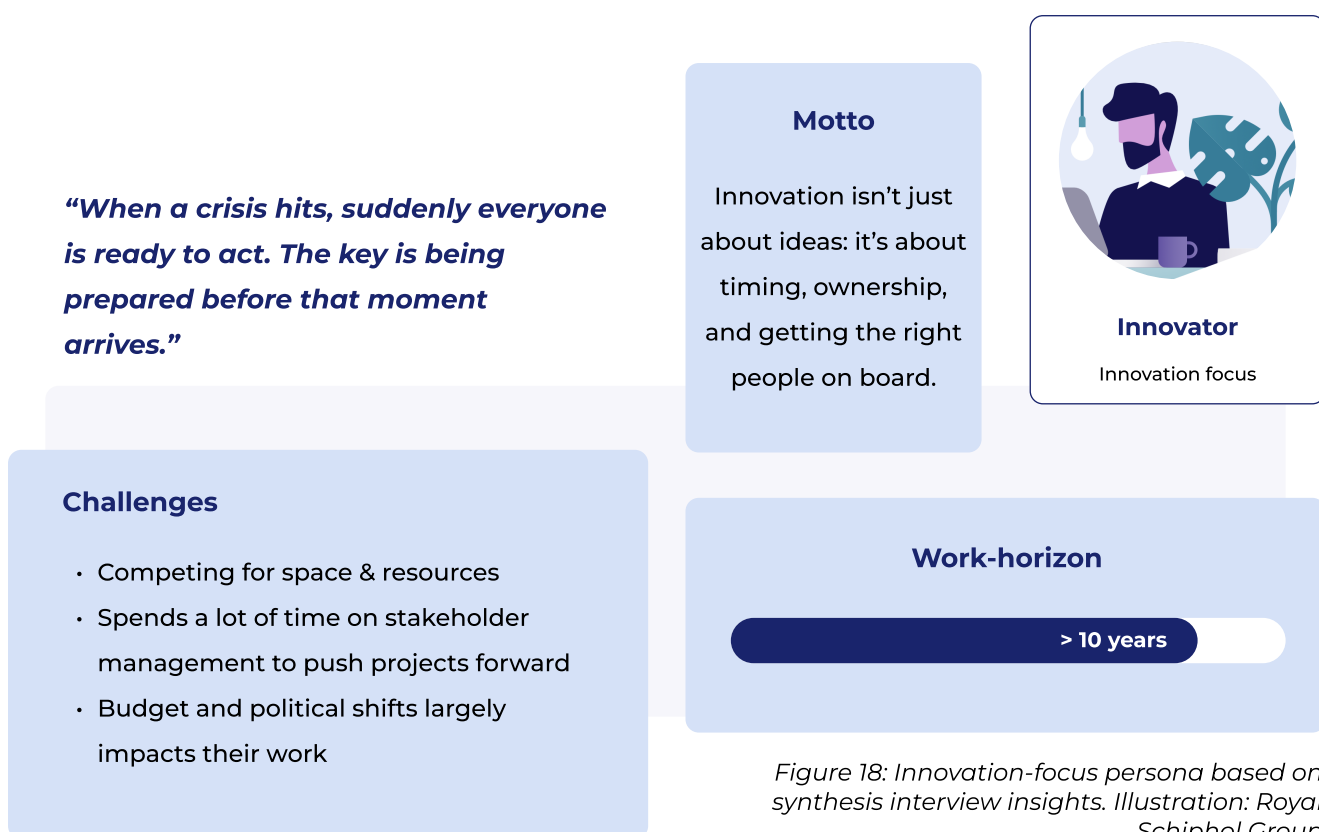 “When a crisis hits, suddenly everyone
is ready to act. The key is being
prepared before that moment
arrives.”
Motto
Innovation isn’t just
about ideas: it’s about
timing, ownership,
and getting the right
people on board.
Innovator
Innovation focus
Challenges
• Competing for space & resources
• Spends a lot of time on stakeholder
management to push projects forward
• Budget and political shifts largely
impacts their work
Work-horizon
> 10 years
Figure 18: Innovation-focus persona based on
synthesis interview insights. Illustration: Royal
Schiphol Group